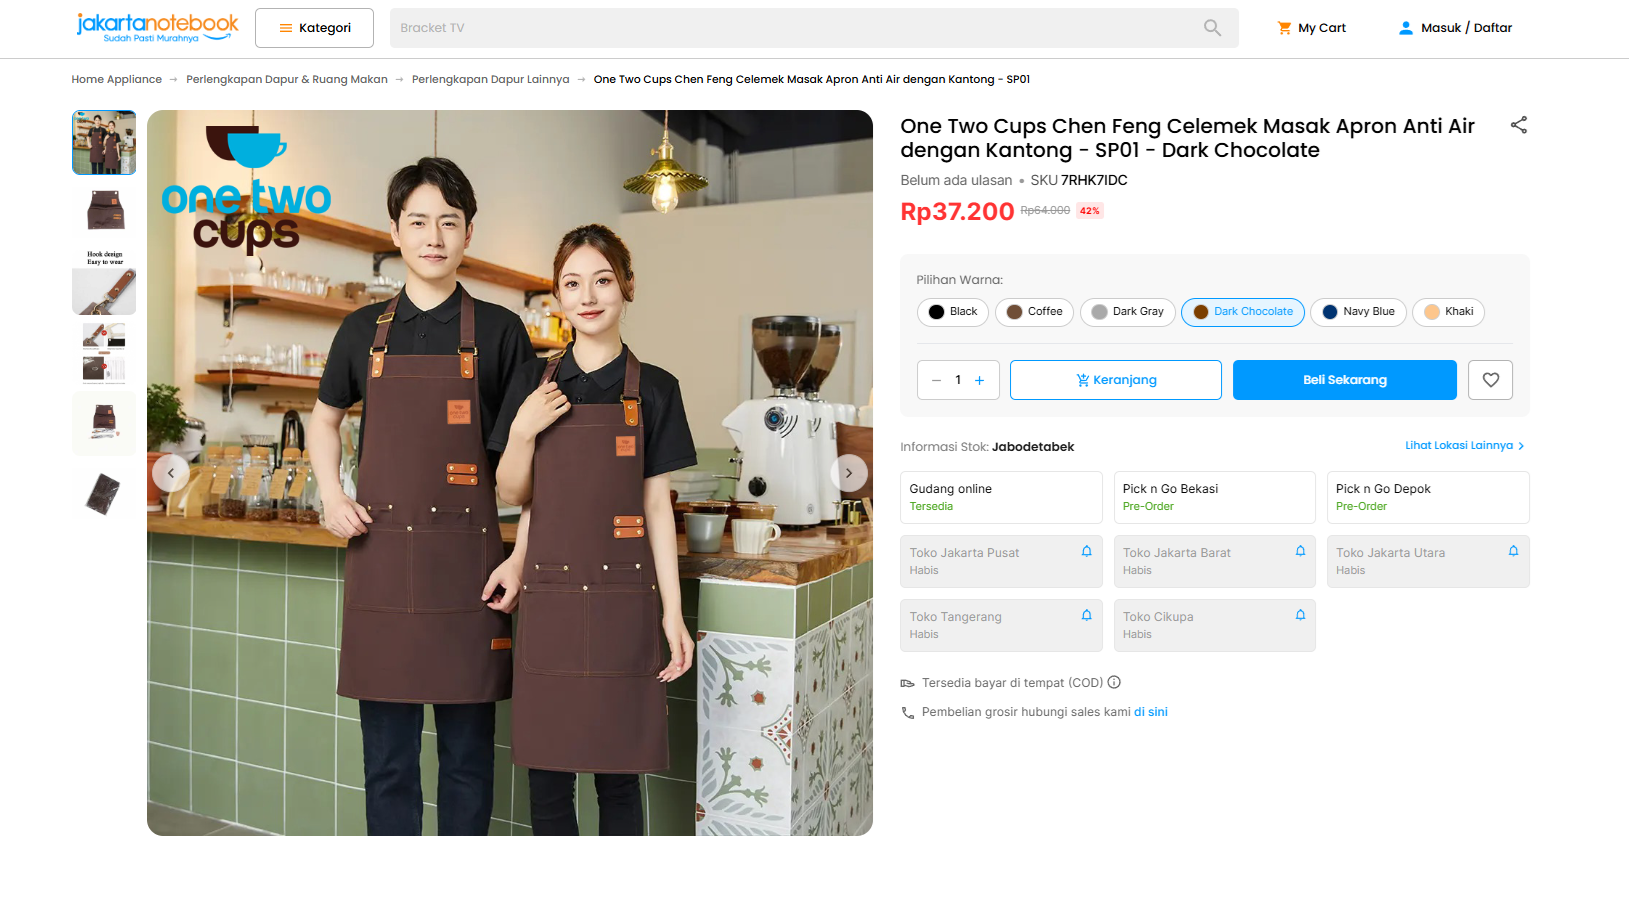 jakartanotebook
Sudah Pasti Murahnya
Kategori
Bracket TV
My Cart
Masuk / Daftar
Home Appliance → Perlengkapan Dapur & Ruang Makan → Perlengkapan Dapur Lainnya → One Two Cups Chen Feng Celemek Masak Apron Anti Air dengan Kantong - SP01
one two
cups
Hook design
Easy to wear
One Two Cups Chen Feng Celemek Masak Apron Anti Air
dengan Kantong - SP01 - Dark Chocolate
Belum ada ulasan • SKU 7RHK7IDC
Rp37.200 Rp64.000 42%
Pilihan Warna:
Black
Coffee
Dark Gray
Dark Chocolate
Navy Blue
Khaki
1
Keranjang
Beli Sekarang
Informasi Stok: Jabodetabek
Lihat Lokasi Lainnya
Gudang online
Tersedia
Pick n Go Bekasi
Pre-Order
Pick n Go Depok
Pre-Order
Toko Jakarta Pusat
Habis
Toko Jakarta Barat
Habis
Toko Jakarta Utara
Habis
Toko Tangerang
Habis
Toko Cikupa
Habis
Tersedia bayar di tempat (COD)
Pembelian grosir hubungi sales kami di sini